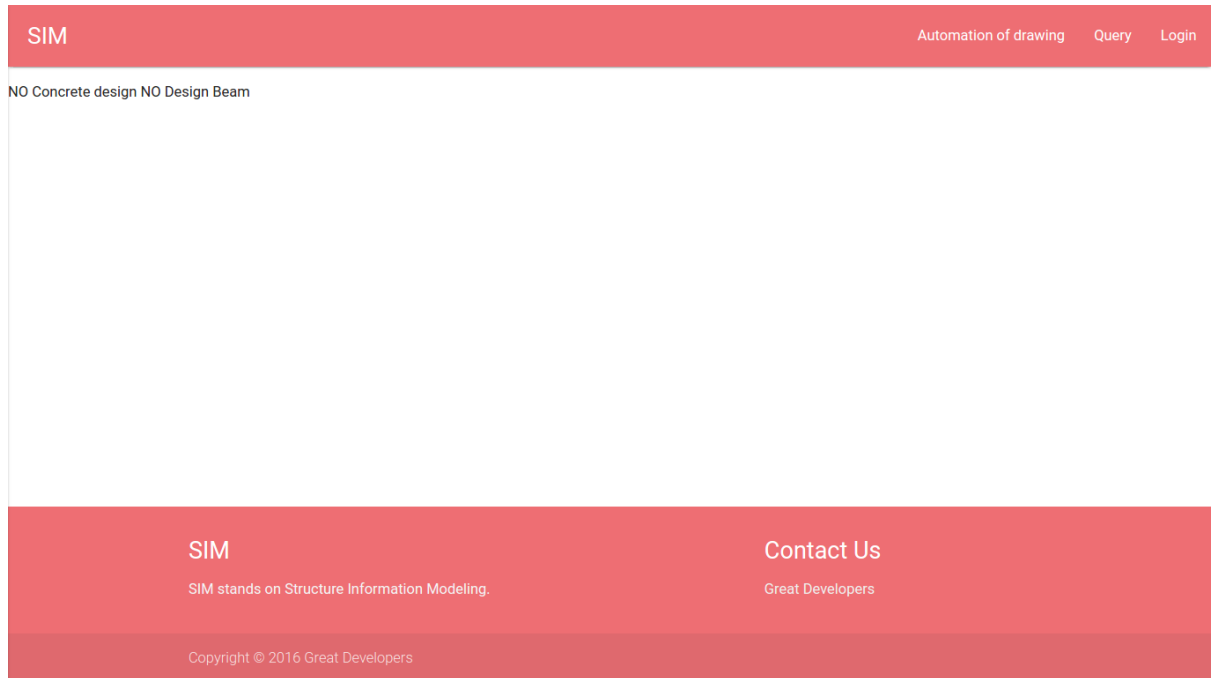 SIM
Automation of drawing Query Login
NO Concrete design NO Design Beam
SIM
SIM stands on Structure Information Modeling.
Contact Us
Great Developers
Copyright © 2016 Great Developers